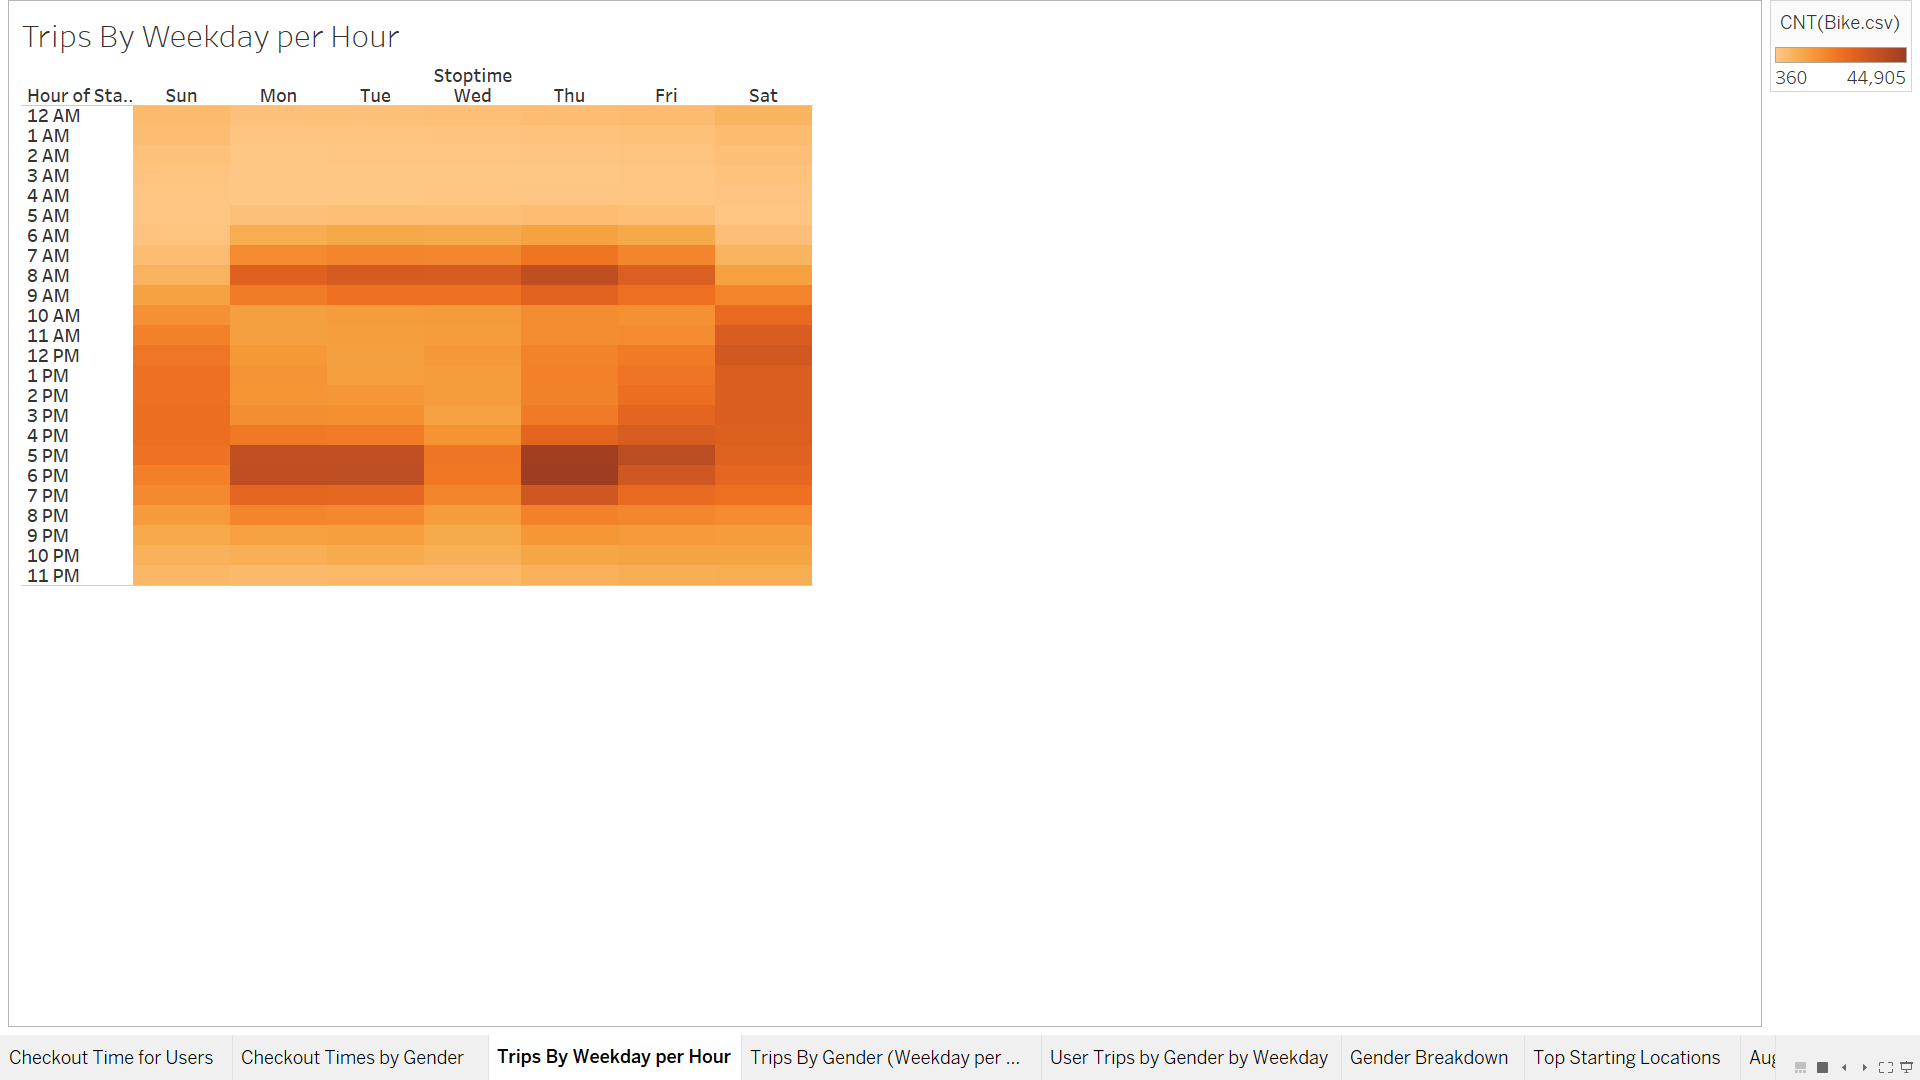 Trips By Weekday per Hour
Stoptime
Hour of Sta.. Sun Mon Tue Wed Thu Fri Sat
12 AM
1 AM
2 AM
3 AM
4 AM
5 AM
6 AM
7 AM
8 AM
9 AM
10 AM
11 AM
12 PM
1 PM
2 PM
3 PM
4 PM
5 PM
6 PM
7 PM
8 PM
9 PM
10 PM
11 PM
CNT(Bike.csv)
360 44,905
Checkout Time for Users Checkout Times by Gender Trips By Weekday per Hour Trips By Gender (Weekday per ... User Trips by Gender by Weekday Gender Breakdown Top Starting Locations Aug